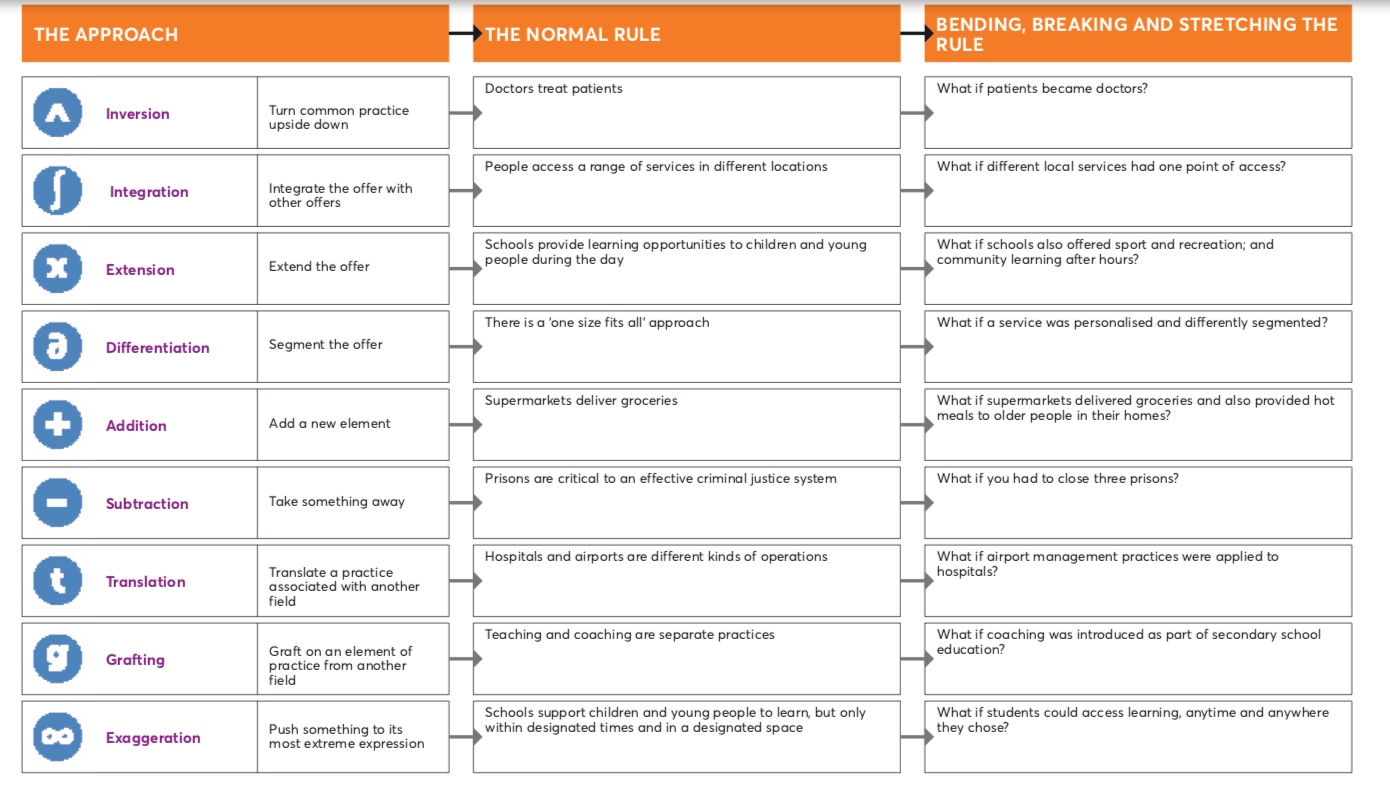 THE APPROACH
THE NORMAL RULE
BENDING, BREAKING AND STRETCHING THE
RULE
^
Inversion
Turn common practice
upside down
Doctors treat patients
What if patients became doctors?
∫
Integration
Integrate the offer with
other offers
People access a range of services in different locations
What if different local services had one point of access?
x
Extension
Extend the offer
Schools provide learning opportunities to children and young
people during the day
What if schools also offered sport and recreation; and
community learning after hours?
∂
Differentiation
Segment the offer
There is a ‘one size fits all’ approach
What if a service was personalised and differently segmented?
+
Addition
Add a new element
Supermarkets deliver groceries
What if supermarkets delivered groceries and also provided hot
meals to older people in their homes?
-
Subtraction
Take something away
Prisons are critical to an effective criminal justice system
What if you had to close three prisons?
t
Translation
Translate a practice
associated with another
field
Hospitals and airports are different kinds of operations
What if airport management practices were applied to
hospitals?
g
Grafting
Graft on an element of
practice from another
field
Teaching and coaching are separate practices
What if coaching was introduced as part of secondary school
education?
∞
Exaggeration
Push something to its
most extreme expression
Schools support children and young people to learn, but only
within designated times and in a designated space
What if students could access learning, anytime and anywhere
they chose?